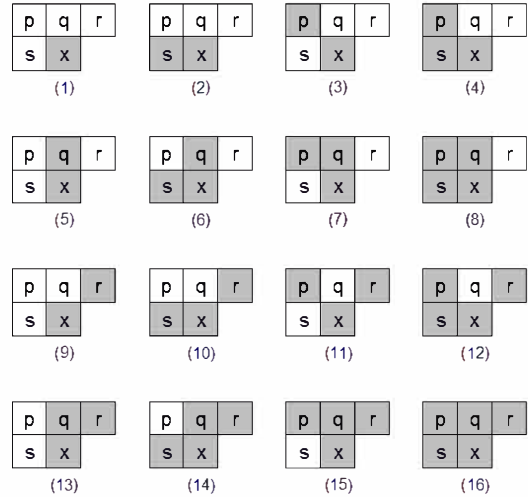 p q r p q r p q r p q r
s x s x s x s x
(1) (2) (3) (4)
p q r p q r p q r p q r
s x s x s x s x
(5) (6) (7) (8)
p q r p q r p q r p q r
s x s x s x s x
(9) (10) (11) (12)
p q r p q r p q r p q r
s x s x s x s x
(13) (14) (15) (16)